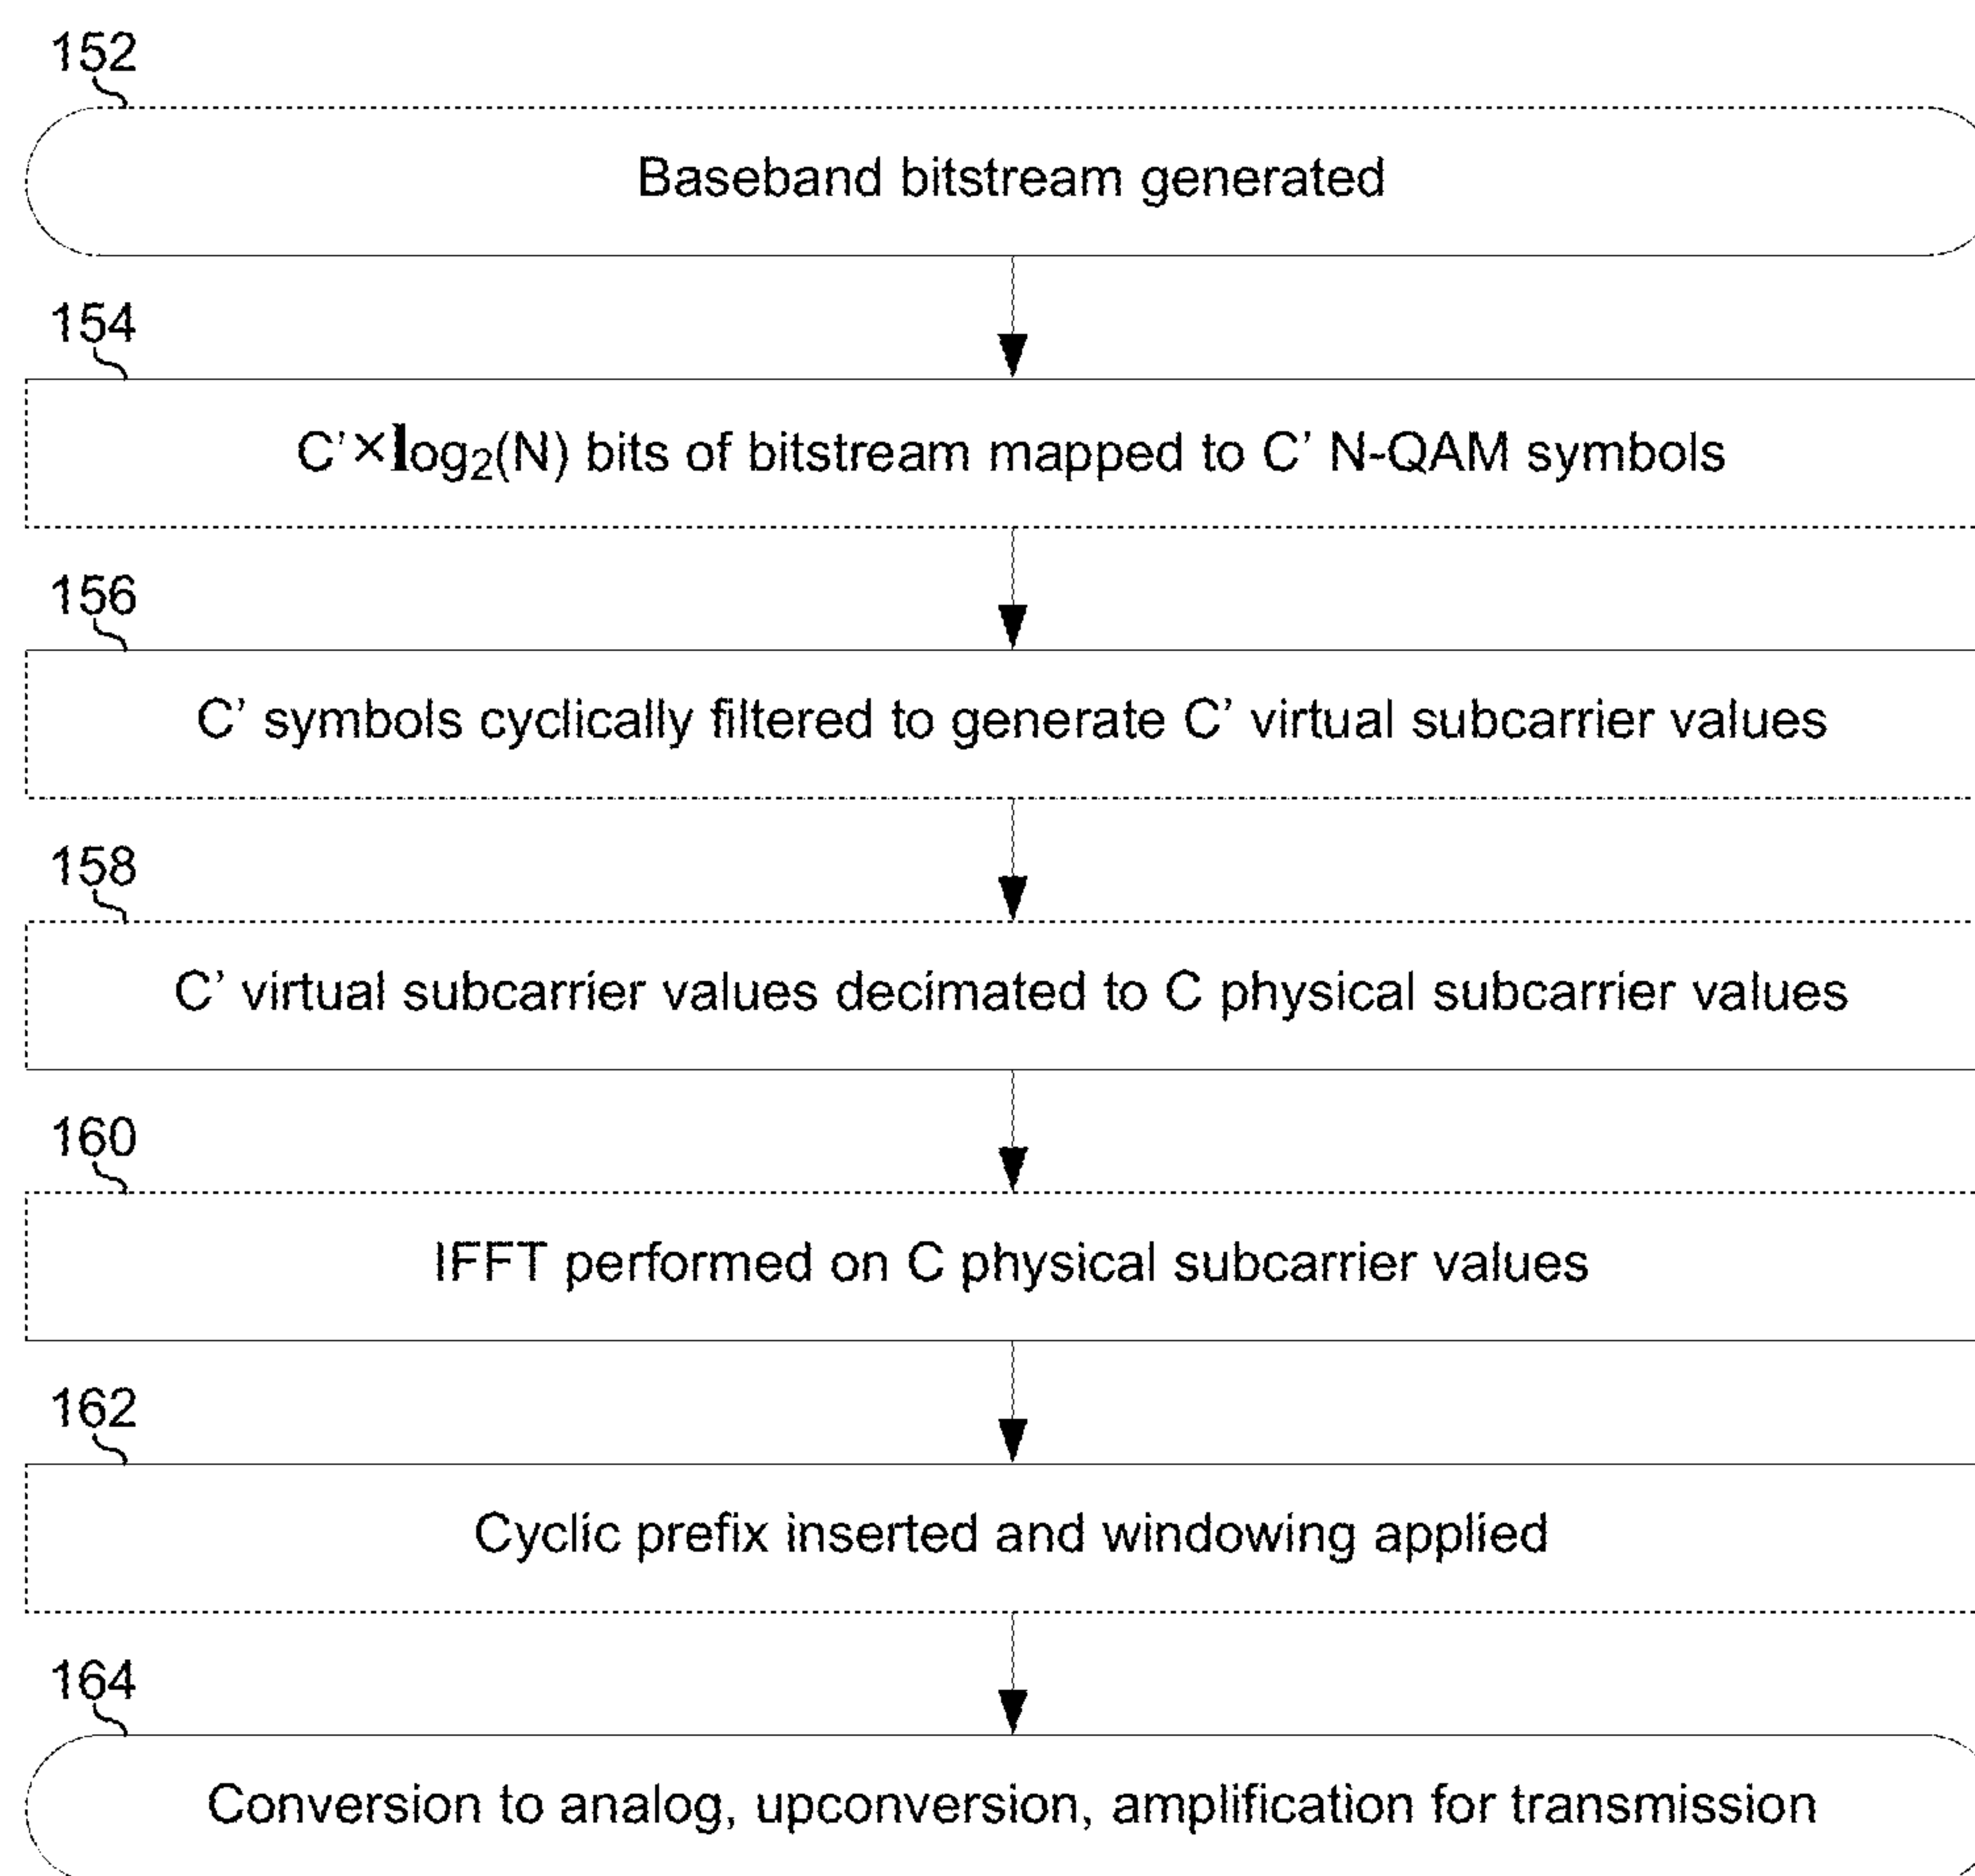 152
Baseband bitstream generated
154
C'×log₂(N) bits of bitstream mapped to C' N-QAM symbols
156
C' symbols cyclically filtered to generate C' virtual subcarrier values
158
C' virtual subcarrier values decimated to C physical subcarrier values
160
IFFT performed on C physical subcarrier values
162
Cyclic prefix inserted and windowing applied
164
Conversion to analog, upconversion, amplification for transmission